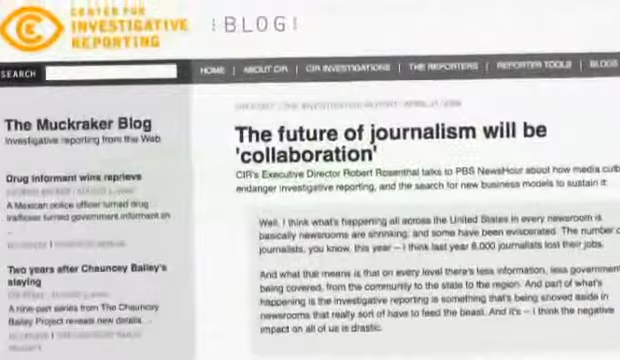 CENTER FOR
INVESTIGATIVE
REPORTING
BLOG
SEARCH
HOME | ABOUT CIR | CIR INVESTIGATIONS | THE REPORTERS | REPORTER TOOLS | BLOGS
The Muckraker Blog
Investigative reporting from the Web
Drug informant wins reprieve
A Mexican police officer turned drug
trafficker turned government informant on
...
Two years after Chauncey Bailey's
slaying
A nine-part series from The Chauncey
Bailey Project reveals new details...
The future of journalism will be
'collaboration'
CIR's Executive Director Robert Rosenthal talks to PBS NewsHour about how media cutb
endanger investigative reporting, and the search for new business models to sustain it.
Well, I think what's happening all across the United States in every newsroom is
basically newsrooms are shrinking, and some have been eviscerated. The number o
journalists, you know, this year – I think last year 6,000 journalists lost their jobs.
And what that means is that on every level there's less information, less government
being covered, from the community to the state to the region. And part of what's
happening is the investigative reporting is something that's being shoved aside in
newsrooms that really sort of have to feed the beast. And it's – I think the negative
impact on all of us is drastic.